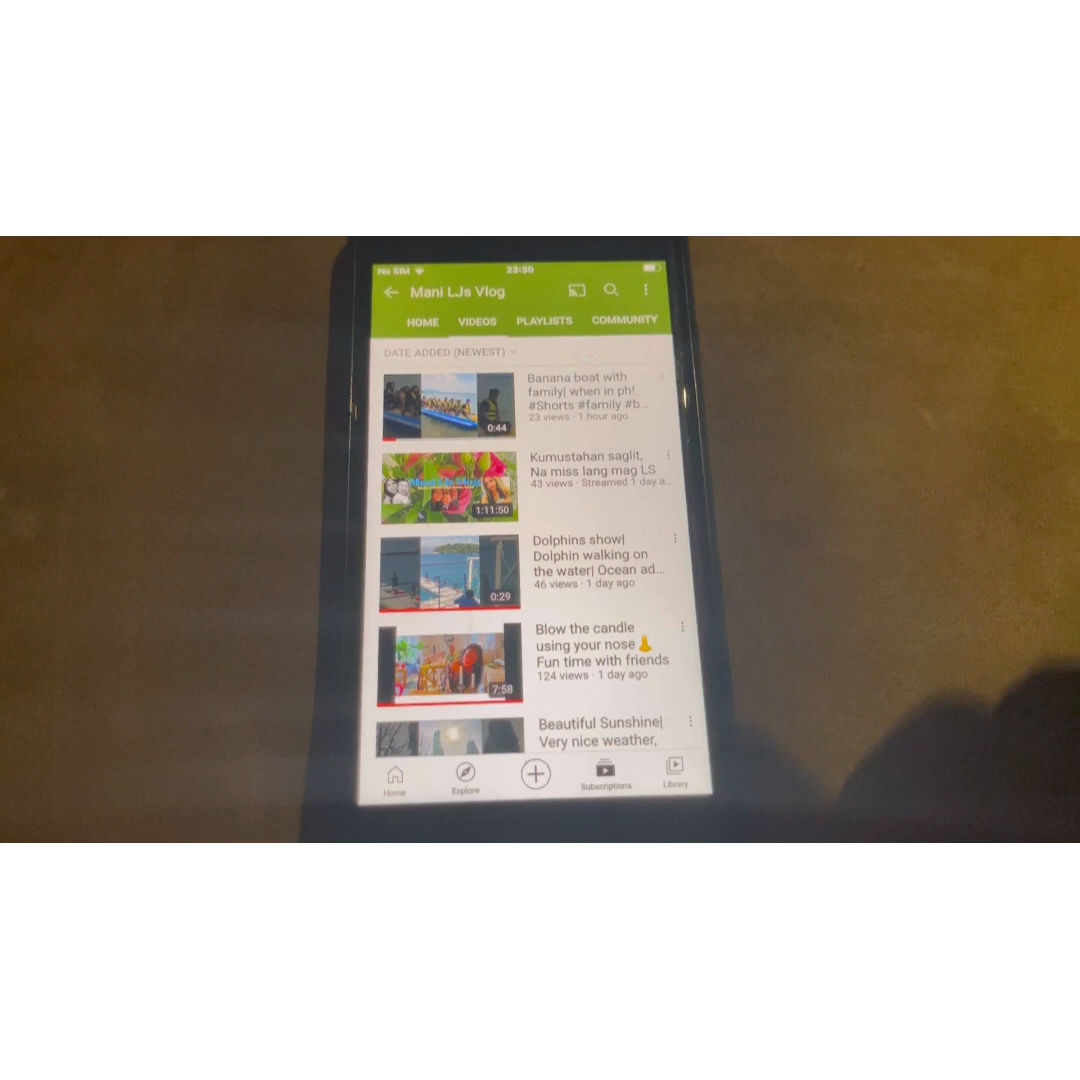 No SIM 23:30
Mani LJs Vlog
HOME VIDEOS PLAYLISTS COMMUNITY
DATE ADDED (NEWEST)
Banana boat with
family| when in ph!
#Shorts #family #b...
23 views · 1 hour ago
0:44
Kumustahan saglit,
Na miss lang mag LS
43 views · Streamed 1 day a...
Mani LJs Vlog
1:11:50
Dolphins show|
Dolphin walking on
the water| Ocean ad...
46 views · 1 day ago
0:29
Blow the candle
using your nose👃
Fun time with friends
124 views · 1 day ago
7:58
Beautiful Sunshine|
Very nice weather,
Home Explore Subscriptions Library